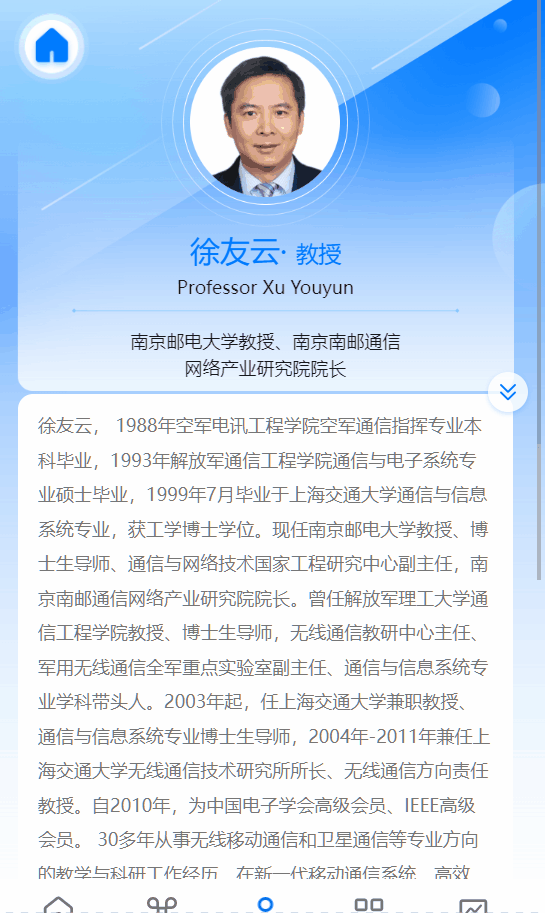 徐友云· 教授
Professor Xu Youyun
南京邮电大学教授、南京南邮通信
网络产业研究院院长
徐友云， 1988年空军电讯工程学院空军通信指挥专业本
科毕业，1993年解放军通信工程学院通信与电子系统专
业硕士毕业，1999年7月毕业于上海交通大学通信与信息
系统专业，获工学博士学位。现任南京邮电大学教授、博
士生导师、通信与网络技术国家工程研究中心副主任，南
京南邮通信网络产业研究院院长。曾任解放军理工大学通
信工程学院教授、博士生导师，无线通信教研中心主任、
军用无线通信全军重点实验室副主任、通信与信息系统专
业学科带头人。2003年起，任上海交通大学兼职教授、
通信与信息系统专业博士生导师，2004年-2011年兼任上
海交通大学无线通信技术研究所所长、无线通信方向责任
教授。自2010年，为中国电子学会高级会员、IEEE高级
会员。 30多年从事无线移动通信和卫星通信等专业方向
的教学与科研工作经历，在新一代移动通信系统、高效